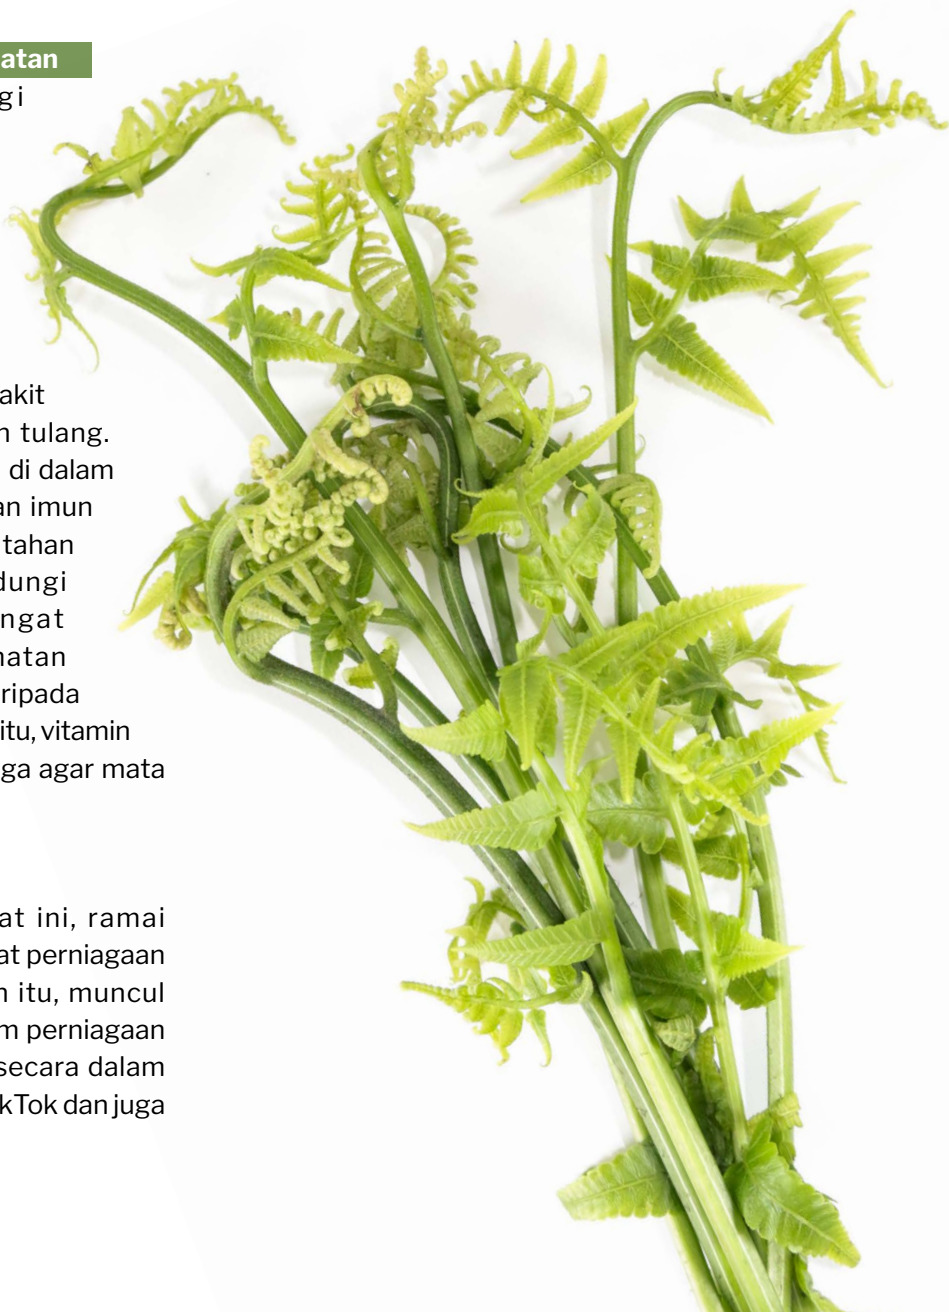 atan
gi
akit
n tulang.
di dalam
an imun
tahan
dungi
ngat
hatan
ripada
itu, vitamin
ga agar mata
at ini, ramai
at perniagaan
n itu, muncul
m perniagaan
secara dalam
kTok dan juga